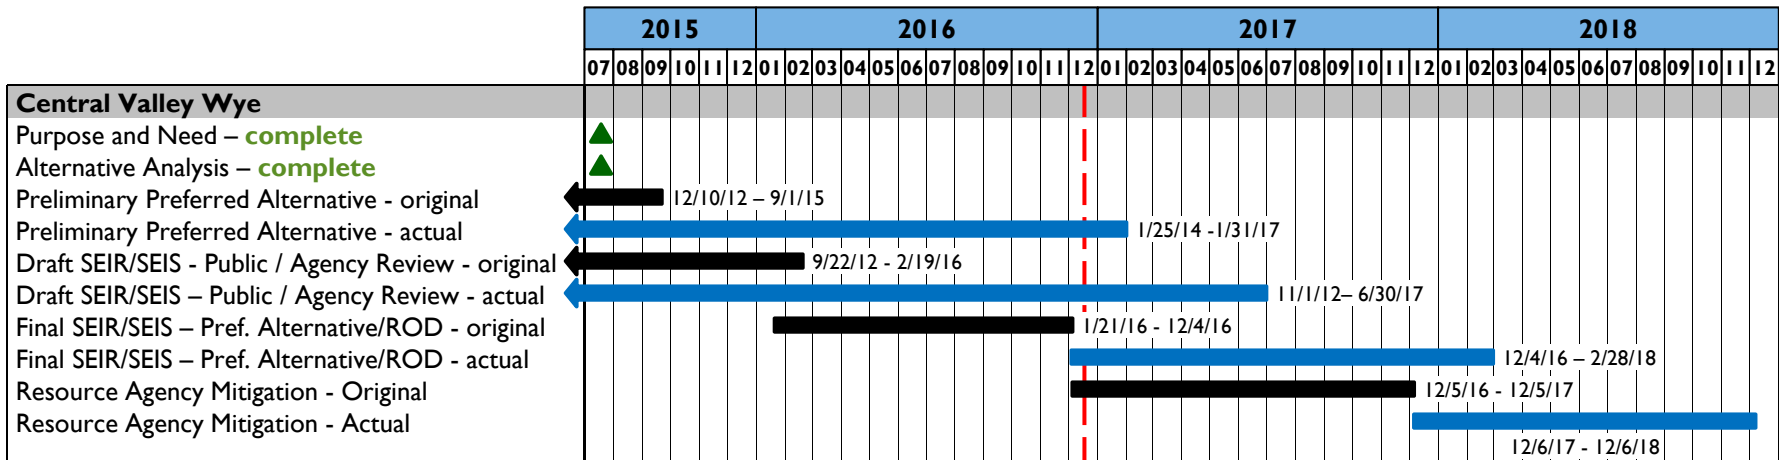 2015 2016 2017 2018
07 08 09 10 11 12 01 02 03 04 05 06 07 08 09 10 11 12 01 02 03 04 05 06 07 08 09 10 11 12 01 02 03 04 05 06 07 08 09 10 11 12
Central Valley Wye
Purpose and Need – complete
Alternative Analysis – complete
Preliminary Preferred Alternative - original 12/10/12 – 9/1/15
Preliminary Preferred Alternative - actual 1/25/14 -1/31/17
Draft SEIR/SEIS - Public / Agency Review - original 9/22/12 - 2/19/16
Draft SEIR/SEIS – Public / Agency Review - actual 11/1/12– 6/30/17
Final SEIR/SEIS – Pref. Alternative/ROD - original 1/21/16 - 12/4/16
Final SEIR/SEIS – Pref. Alternative/ROD - actual 12/4/16 – 2/28/18
Resource Agency Mitigation - Original 12/5/16 - 12/5/17
Resource Agency Mitigation - Actual
12/6/17 - 12/6/18